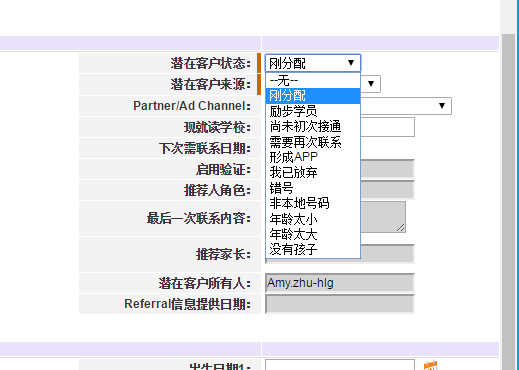 潜在客户状态：
刚分配
潜在客户来源：
--无--
刚分配
励步学员
尚未初次接通
需要再次联系
形成APP
我已放弃
错号
非本地号码
年龄太小
年龄太大
没有孩子
Partner/Ad Channel:
现就读学校：
下次需联系日期：
启用验证：
推荐人角色：
最后一次联系内容：
推荐家长：
潜在客户所有人：
Amy.zhu-hlg
Referral信息提供日期：
出生日期1：